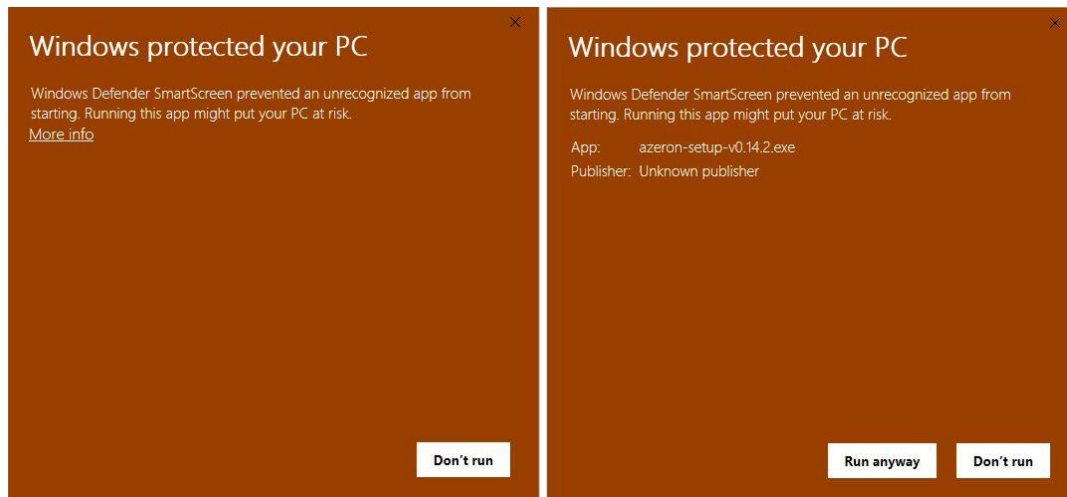 Windows protected your PC
Windows Defender SmartScreen prevented an unrecognized app from
starting. Running this app might put your PC at risk.
More info
Don't run
Windows protected your PC
Windows Defender SmartScreen prevented an unrecognized app from
starting. Running this app might put your PC at risk.
App: azeron-setup-v0.14.2.exe
Publisher: Unknown publisher
Run anyway Don't run